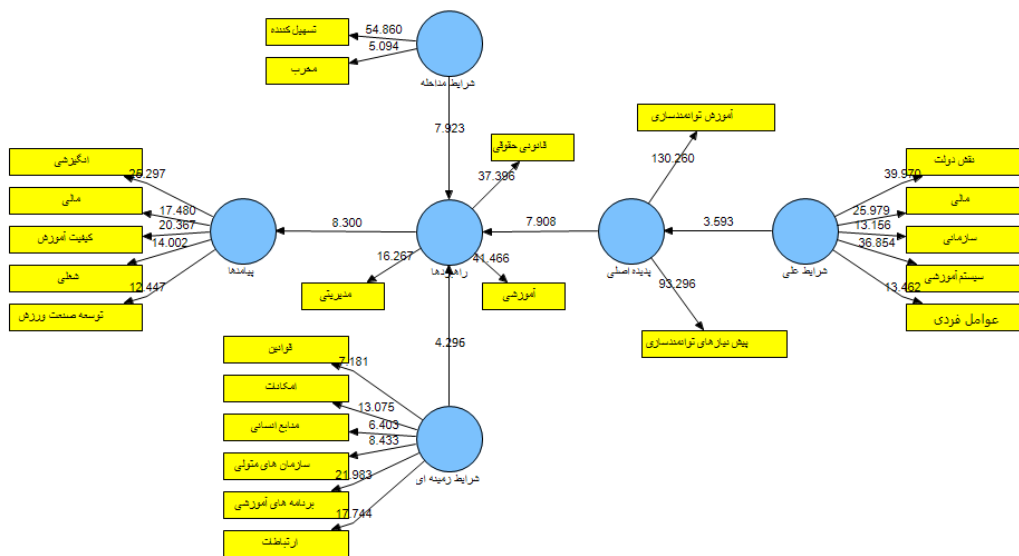 تسهیل کننده
54.860
5.094
مخرب
شرایط مداخله
7.923
آموزش توانمندسازی
130.260
قانونی حقوقی
37.396
نقش دولت
39.970
مالی
25.979
سازمانی
13.156
سیستم آموزشی
36.854
عوامل فردی
13.462
شرایط علی
3.593
پدیده اصلی
93.296
پیش نیازهای توانمندسازی
7.908
راهبردها
41.466
آموزشی
16.267
مدیریتی
8.300
پیامدها
انگیزشی
25.297
مالی
17.480
کیفیت آموزش
20.367
شغلی
14.002
توسعه صنعت ورزش
12.447
4.296
قوانین
7.181
امکانات
13.075
منابع انسانی
6.403
سازمان های متولی
8.433
برنامه های آموزشی
21.983
ارتباطات
17.744
شرایط زمینه ای